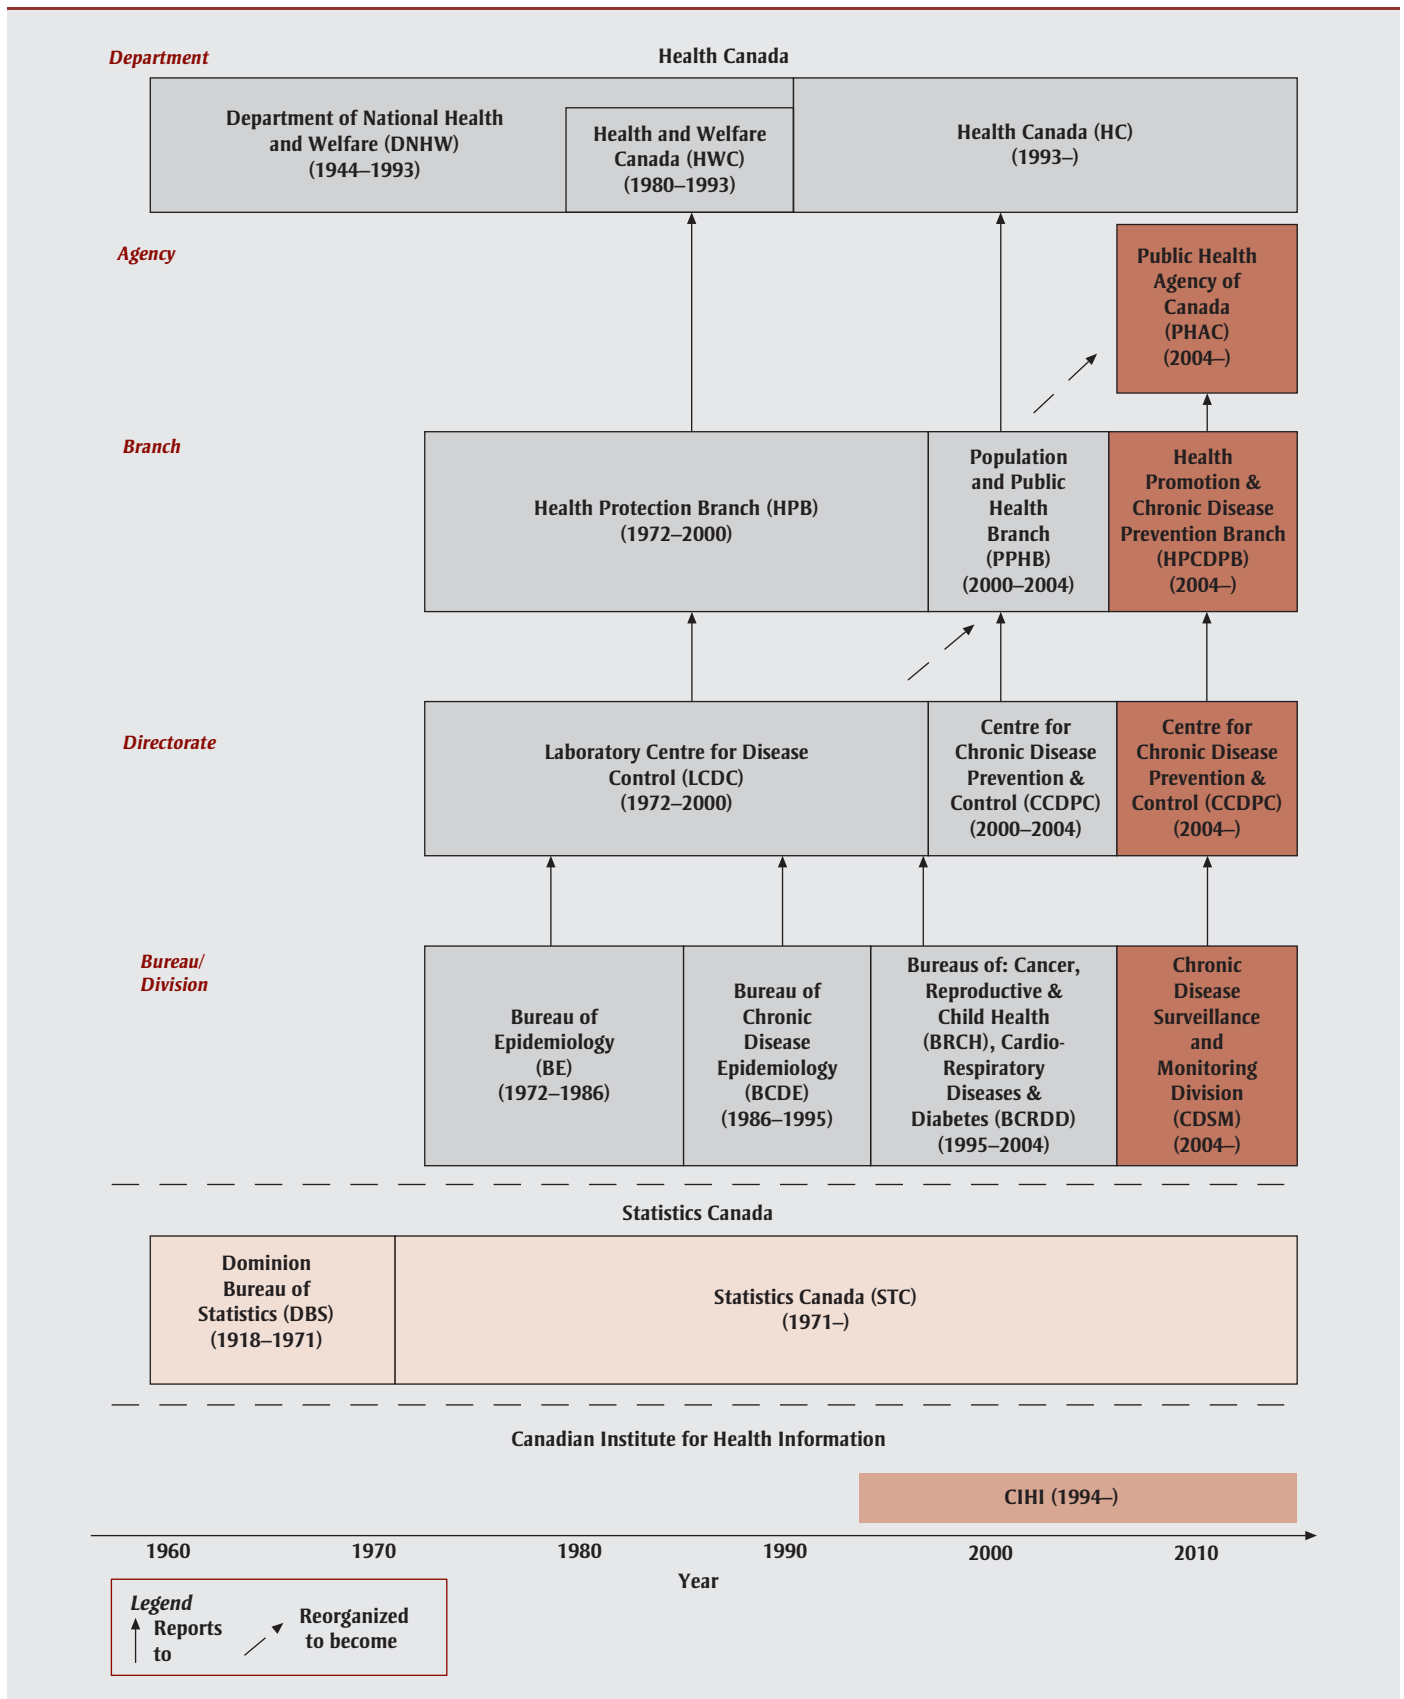 Department
Health Canada
Department of National Health
and Welfare (DNHW)
(1944–1993)
Health and Welfare
Canada (HWC)
(1980–1993)
Health Canada (HC)
(1993–)
Agency
Public Health
Agency of
Canada
(PHAC)
(2004–)
Branch
Health Protection Branch (HPB)
(1972–2000)
Population
and Public
Health
Branch
(PPHB)
(2000–2004)
Health
Promotion &
Chronic Disease
Prevention Branch
(HPCDPB)
(2004–)
Directorate
Laboratory Centre for Disease
Control (LCDC)
(1972–2000)
Centre for
Chronic Disease
Prevention &
Control (CCDPC)
(2000–2004)
Centre for
Chronic Disease
Prevention &
Control (CCDPC)
(2004–)
Bureau/
Division
Bureau of
Epidemiology
(BE)
(1972–1986)
Bureau of
Chronic
Disease
Epidemiology
(BCDE)
(1986–1995)
Bureaus of: Cancer,
Reproductive &
Child Health
(BRCH), Cardio-
Respiratory
Diseases &
Diabetes (BCRDD)
(1995–2004)
Chronic
Disease
Surveillance
and
Monitoring
Division
(CDSM)
(2004–)
Statistics Canada
Dominion
Bureau of
Statistics (DBS)
(1918–1971)
Statistics Canada (STC)
(1971–)
Canadian Institute for Health Information
CIHI (1994–)
1960 1970 1980 1990 2000 2010
Year
Legend
Reports
to
Reorganized
to become